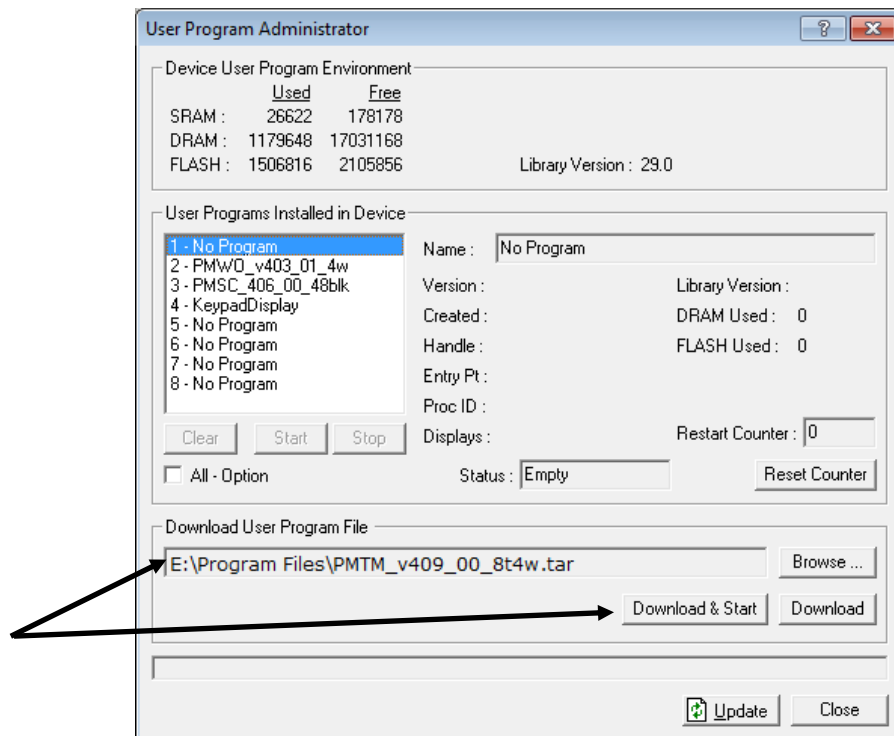 User Program Administrator
Device User Program Environment
Used Free
SRAM : 26622 178178
DRAM : 1179648 17031168
FLASH : 1506816 2105856 Library Version : 29.0
User Programs Installed in Device
1 - No Program
2 - PMWO_v403_01_4w
3 - PMSC_406_00_48blk
4 - KeypadDisplay
5 - No Program
6 - No Program
7 - No Program
8 - No Program
Clear Start Stop
All - Option
Name : No Program
Version : Library Version :
Created : DRAM Used : 0
Handle : FLASH Used : 0
Entry Pt :
Proc ID :
Displays : Restart Counter : 0
Status : Empty Reset Counter
Download User Program File
E:\Program Files\PMTM_v409_00_8t4w.tar Browse ...
Download & Start Download
Update Close